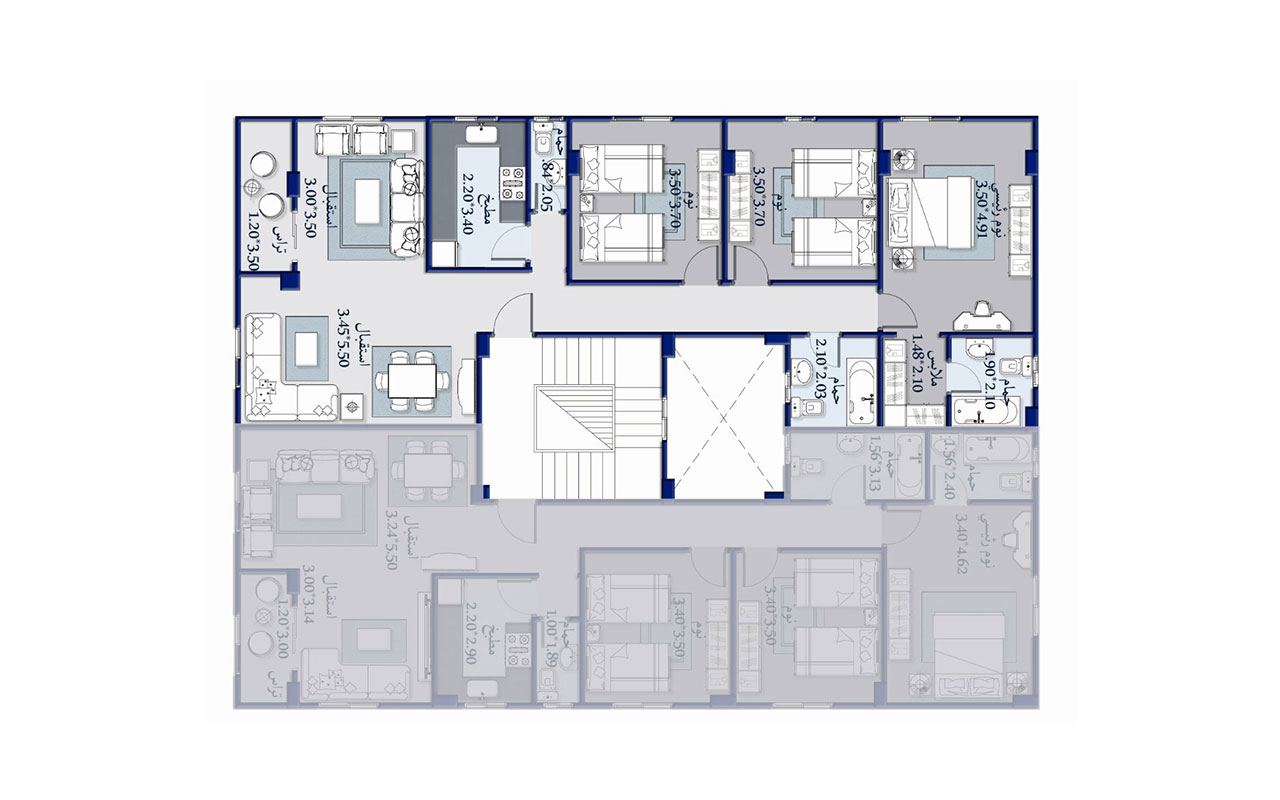 تراس
1.20*3.50
استقبال
3.00*3.50
مطبخ
2.20*3.40
حمام
.84*2.05
نوم
3.50*3.70
نوم
3.50*3.70
نوم رئيسي
3.50*4.91
استقبال
3.45*5.50
حمام
2.10*2.03
ملابس
1.48*2.10
حمام
1.90*2.10
استقبال
3.24*5.50
حمام
1.56*3.13
حمام
1.56*2.40
نوم رئيسي
3.40*4.62
تراس
1.20*3.00
استقبال
3.00*3.14
مطبخ
2.20*2.90
حمام
1.00*1.89
نوم
3.40*3.50
نوم
3.40*3.50